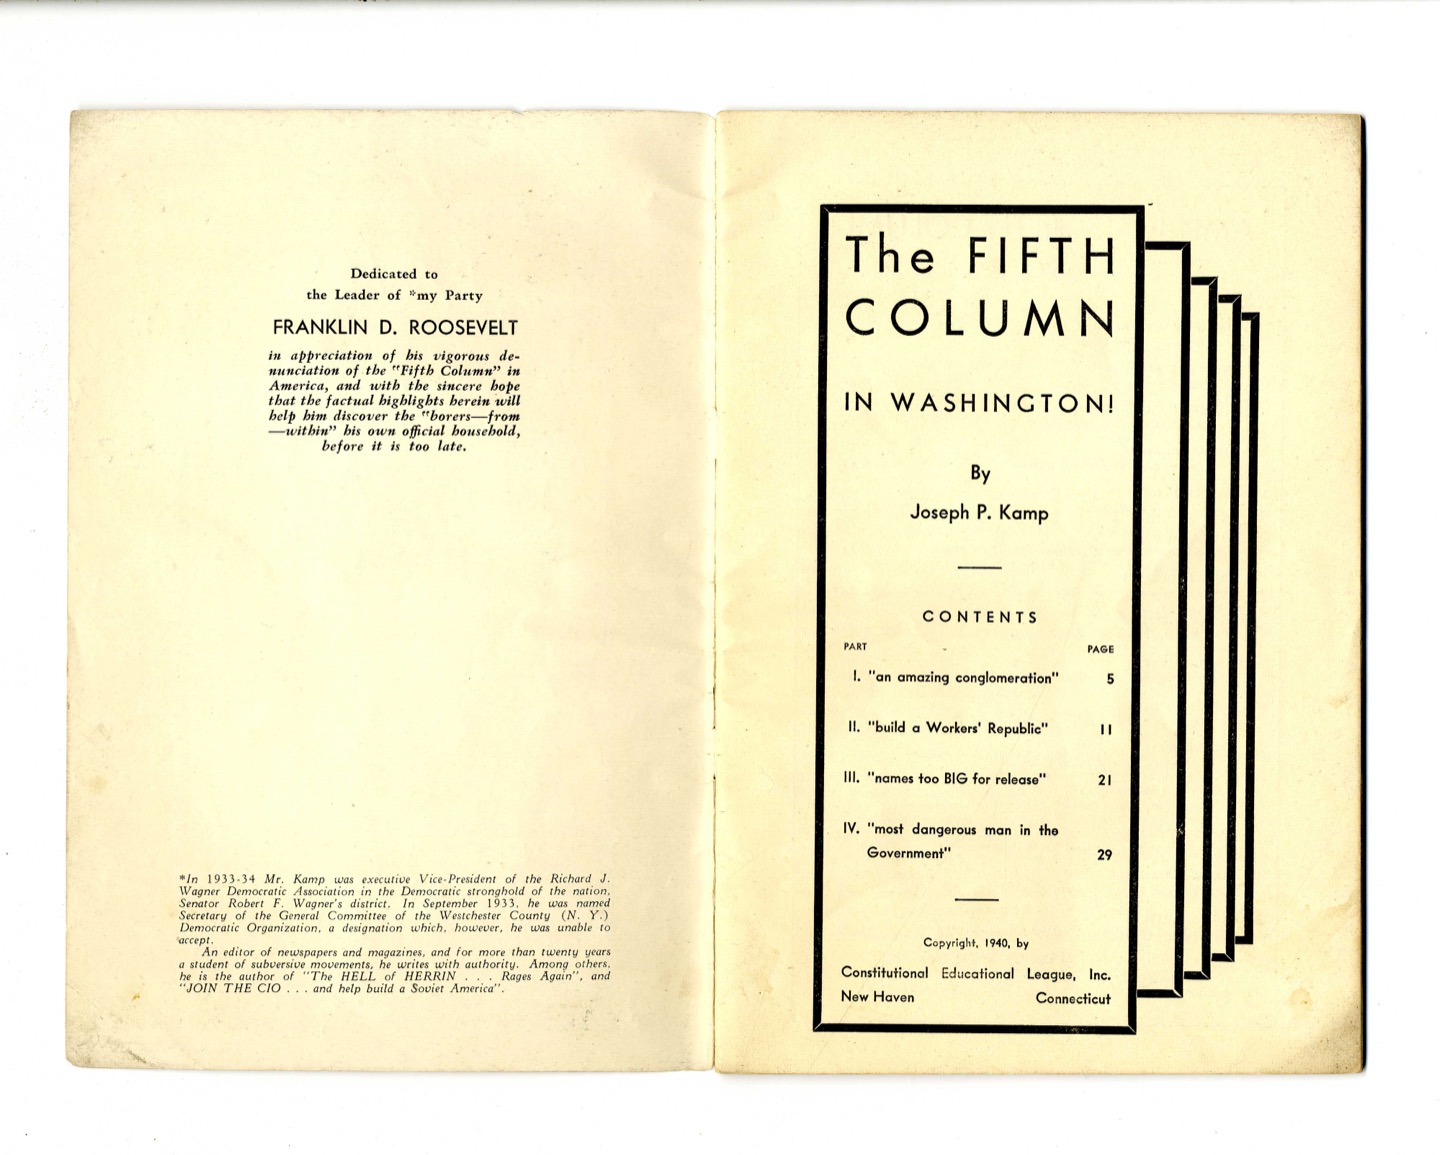 Dedicated to
the Leader of *my Party
FRANKLIN D. ROOSEVELT
in appreciation of his vigorous de-
nunciation of the "Fifth Column" in
America, and with the sincere hope
that the factual highlights herein will
help him discover the "borers—from
—within" his own official household,
before it is too late.
*In 1933-34 Mr. Kamp was executive Vice-President of the Richard J.
Wagner Democratic Association in the Democratic stronghold of the nation,
Senator Robert F. Wagner's district. In September 1933, he was named
Secretary of the General Committee of the Westchester County (N. Y.)
Democratic Organization, a designation which, however, he was unable to
accept.
An editor of newspapers and magazines, and for more than twenty years
a student of subversive movements, he writes with authority. Among others,
he is the author of "The HELL of HERRIN . . . Rages Again", and
"JOIN THE CIO . . . and help build a Soviet America".
The FIFTH
COLUMN
IN WASHINGTON!
By
Joseph P. Kamp
CONTENTS
PART PAGE
I. "an amazing conglomeration" 5
II. "build a Workers' Republic" 11
III. "names too BIG for release" 21
IV. "most dangerous man in the
Government" 29
Copyright, 1940, by
Constitutional Educational League, Inc.
New Haven Connecticut